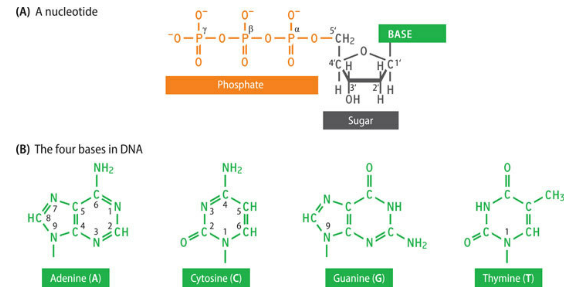 (A) A nucleotide
O⁻ O⁻ O⁻
⁻O—P—O—P—O—P—O—CH₂
γ β α 5′
O O O
BASE
O
4′C H H C1′
H 3′ 2′ H
OH H
Phosphate
Sugar
(B) The four bases in DNA
NH₂ NH₂ O O
N 7 5 C 6 N 1 HC 8 9 N 4 C 3 N 2 CH
N 3 4 C 5 CH 6 CH 2 C 1 N O
N C C NH HC 9 N C N C NH₂
HN C C CH₃ CH C 1 N O
Adenine (A) Cytosine (C) Guanine (G) Thymine (T)